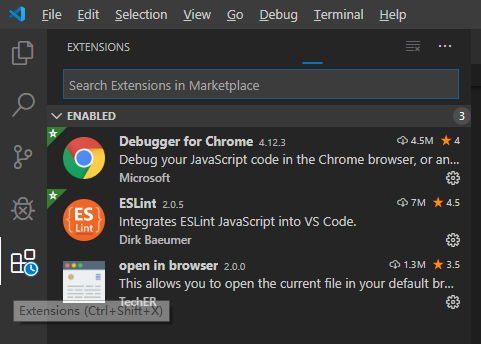 File Edit Selection View Go Debug Terminal Help
EXTENSIONS
Search Extensions in Marketplace
ENABLED 3
Debugger for Chrome 4.12.3 4.5M 4
Debug your JavaScript code in the Chrome browser, or an...
Microsoft
ES
Lint
ESLint 2.0.5 7M 4.5
Integrates ESLint JavaScript into VS Code.
Dirk Baeumer
open in browser 2.0.0 1.3M 3.5
This allows you to open the current file in your default br...
TechER
Extensions (Ctrl+Shift+X)